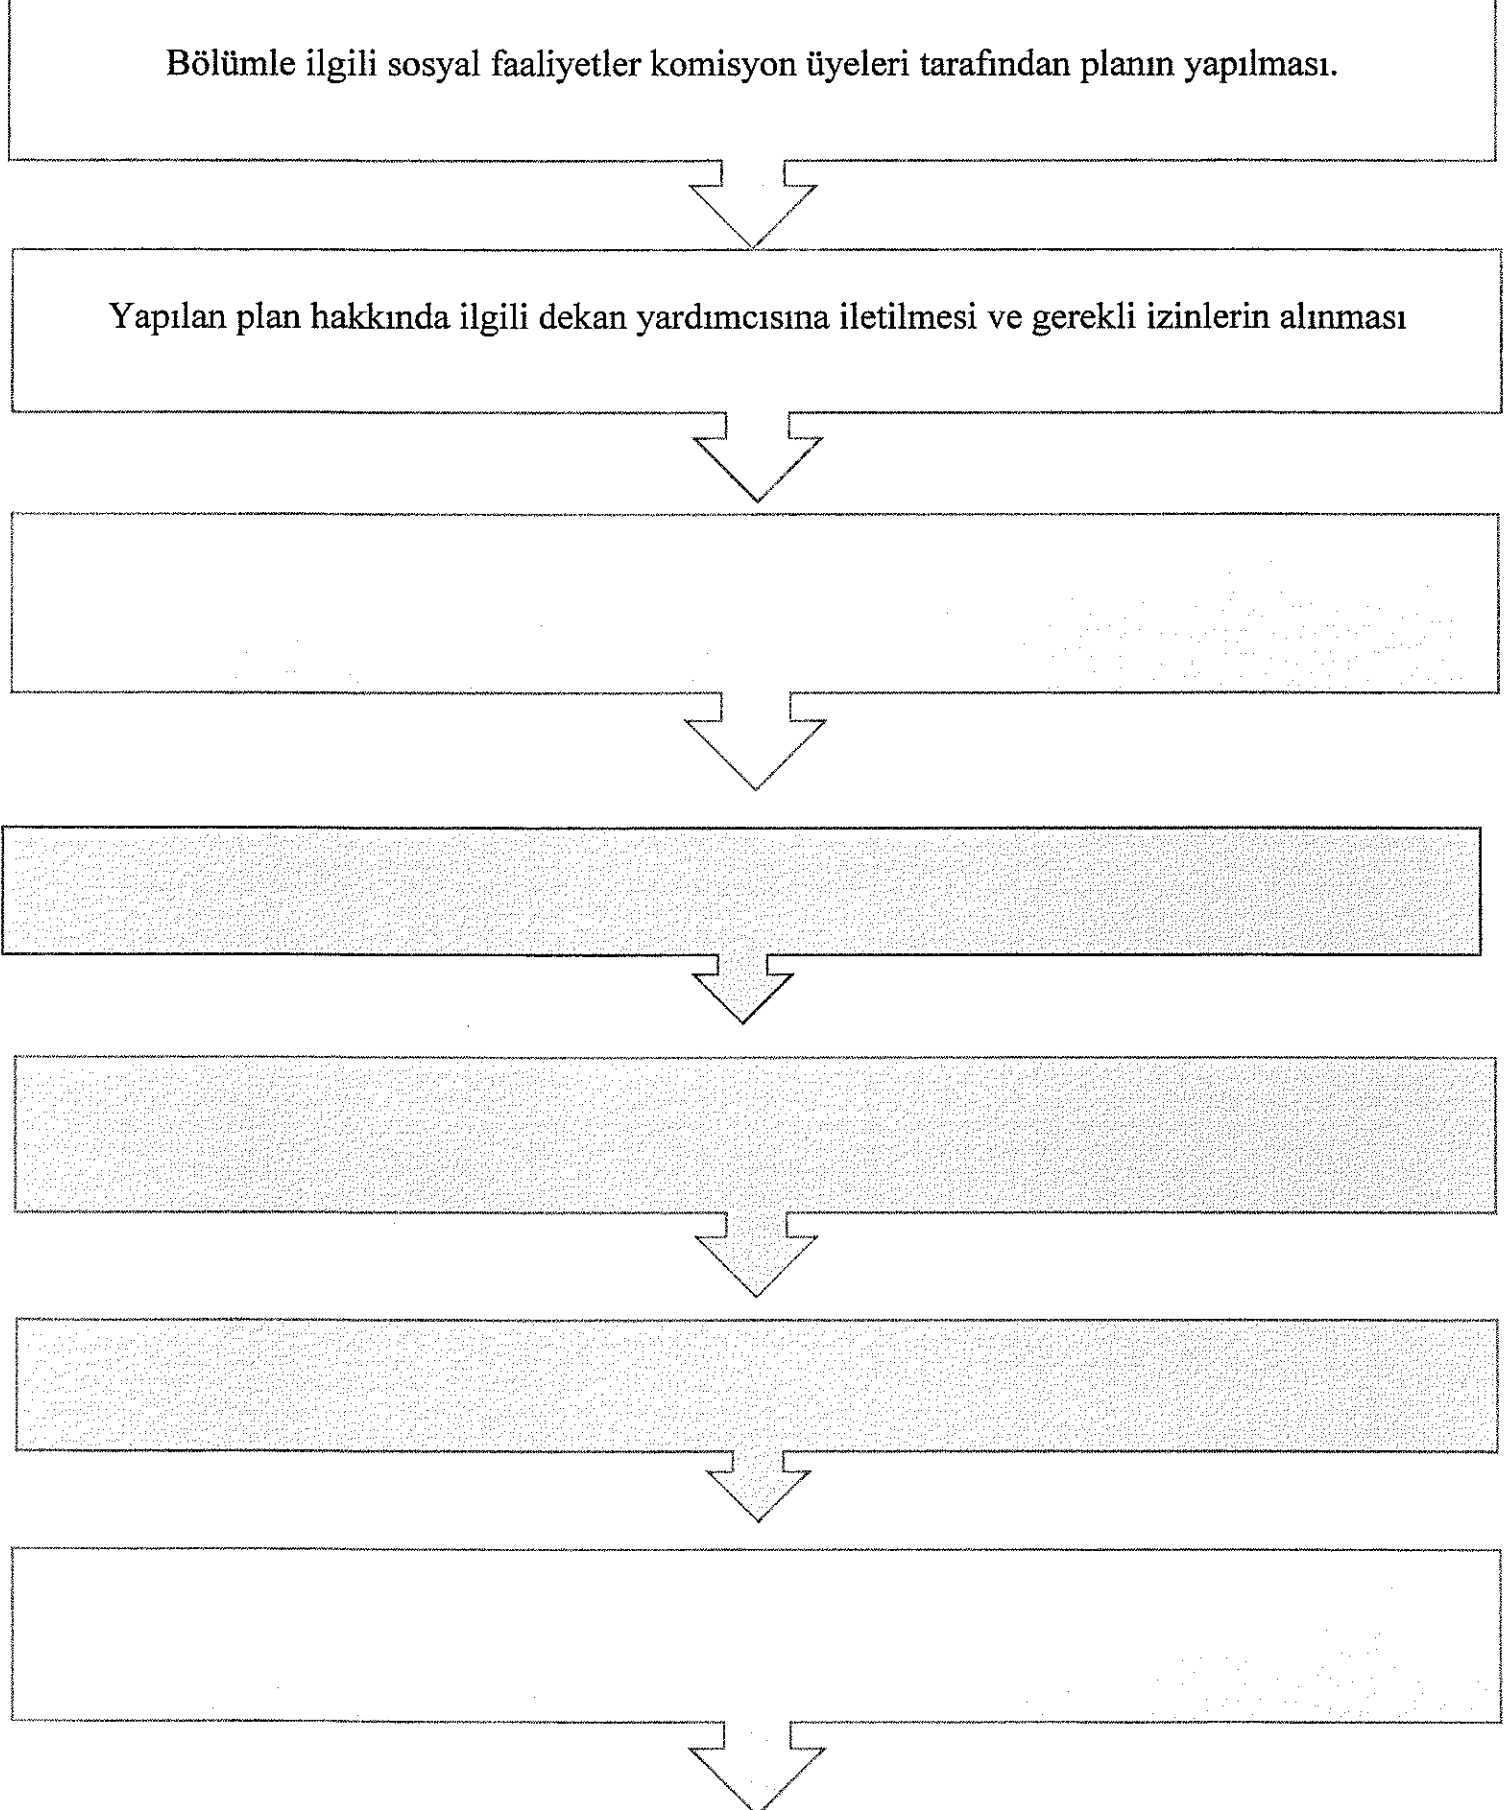 Bölümle ilgili sosyal faaliyetler komisyon üyeleri tarafından planın yapılması.
Yapılan plan hakkında ilgili dekan yardımcısına iletilmesi ve gerekli izinlerin alınması